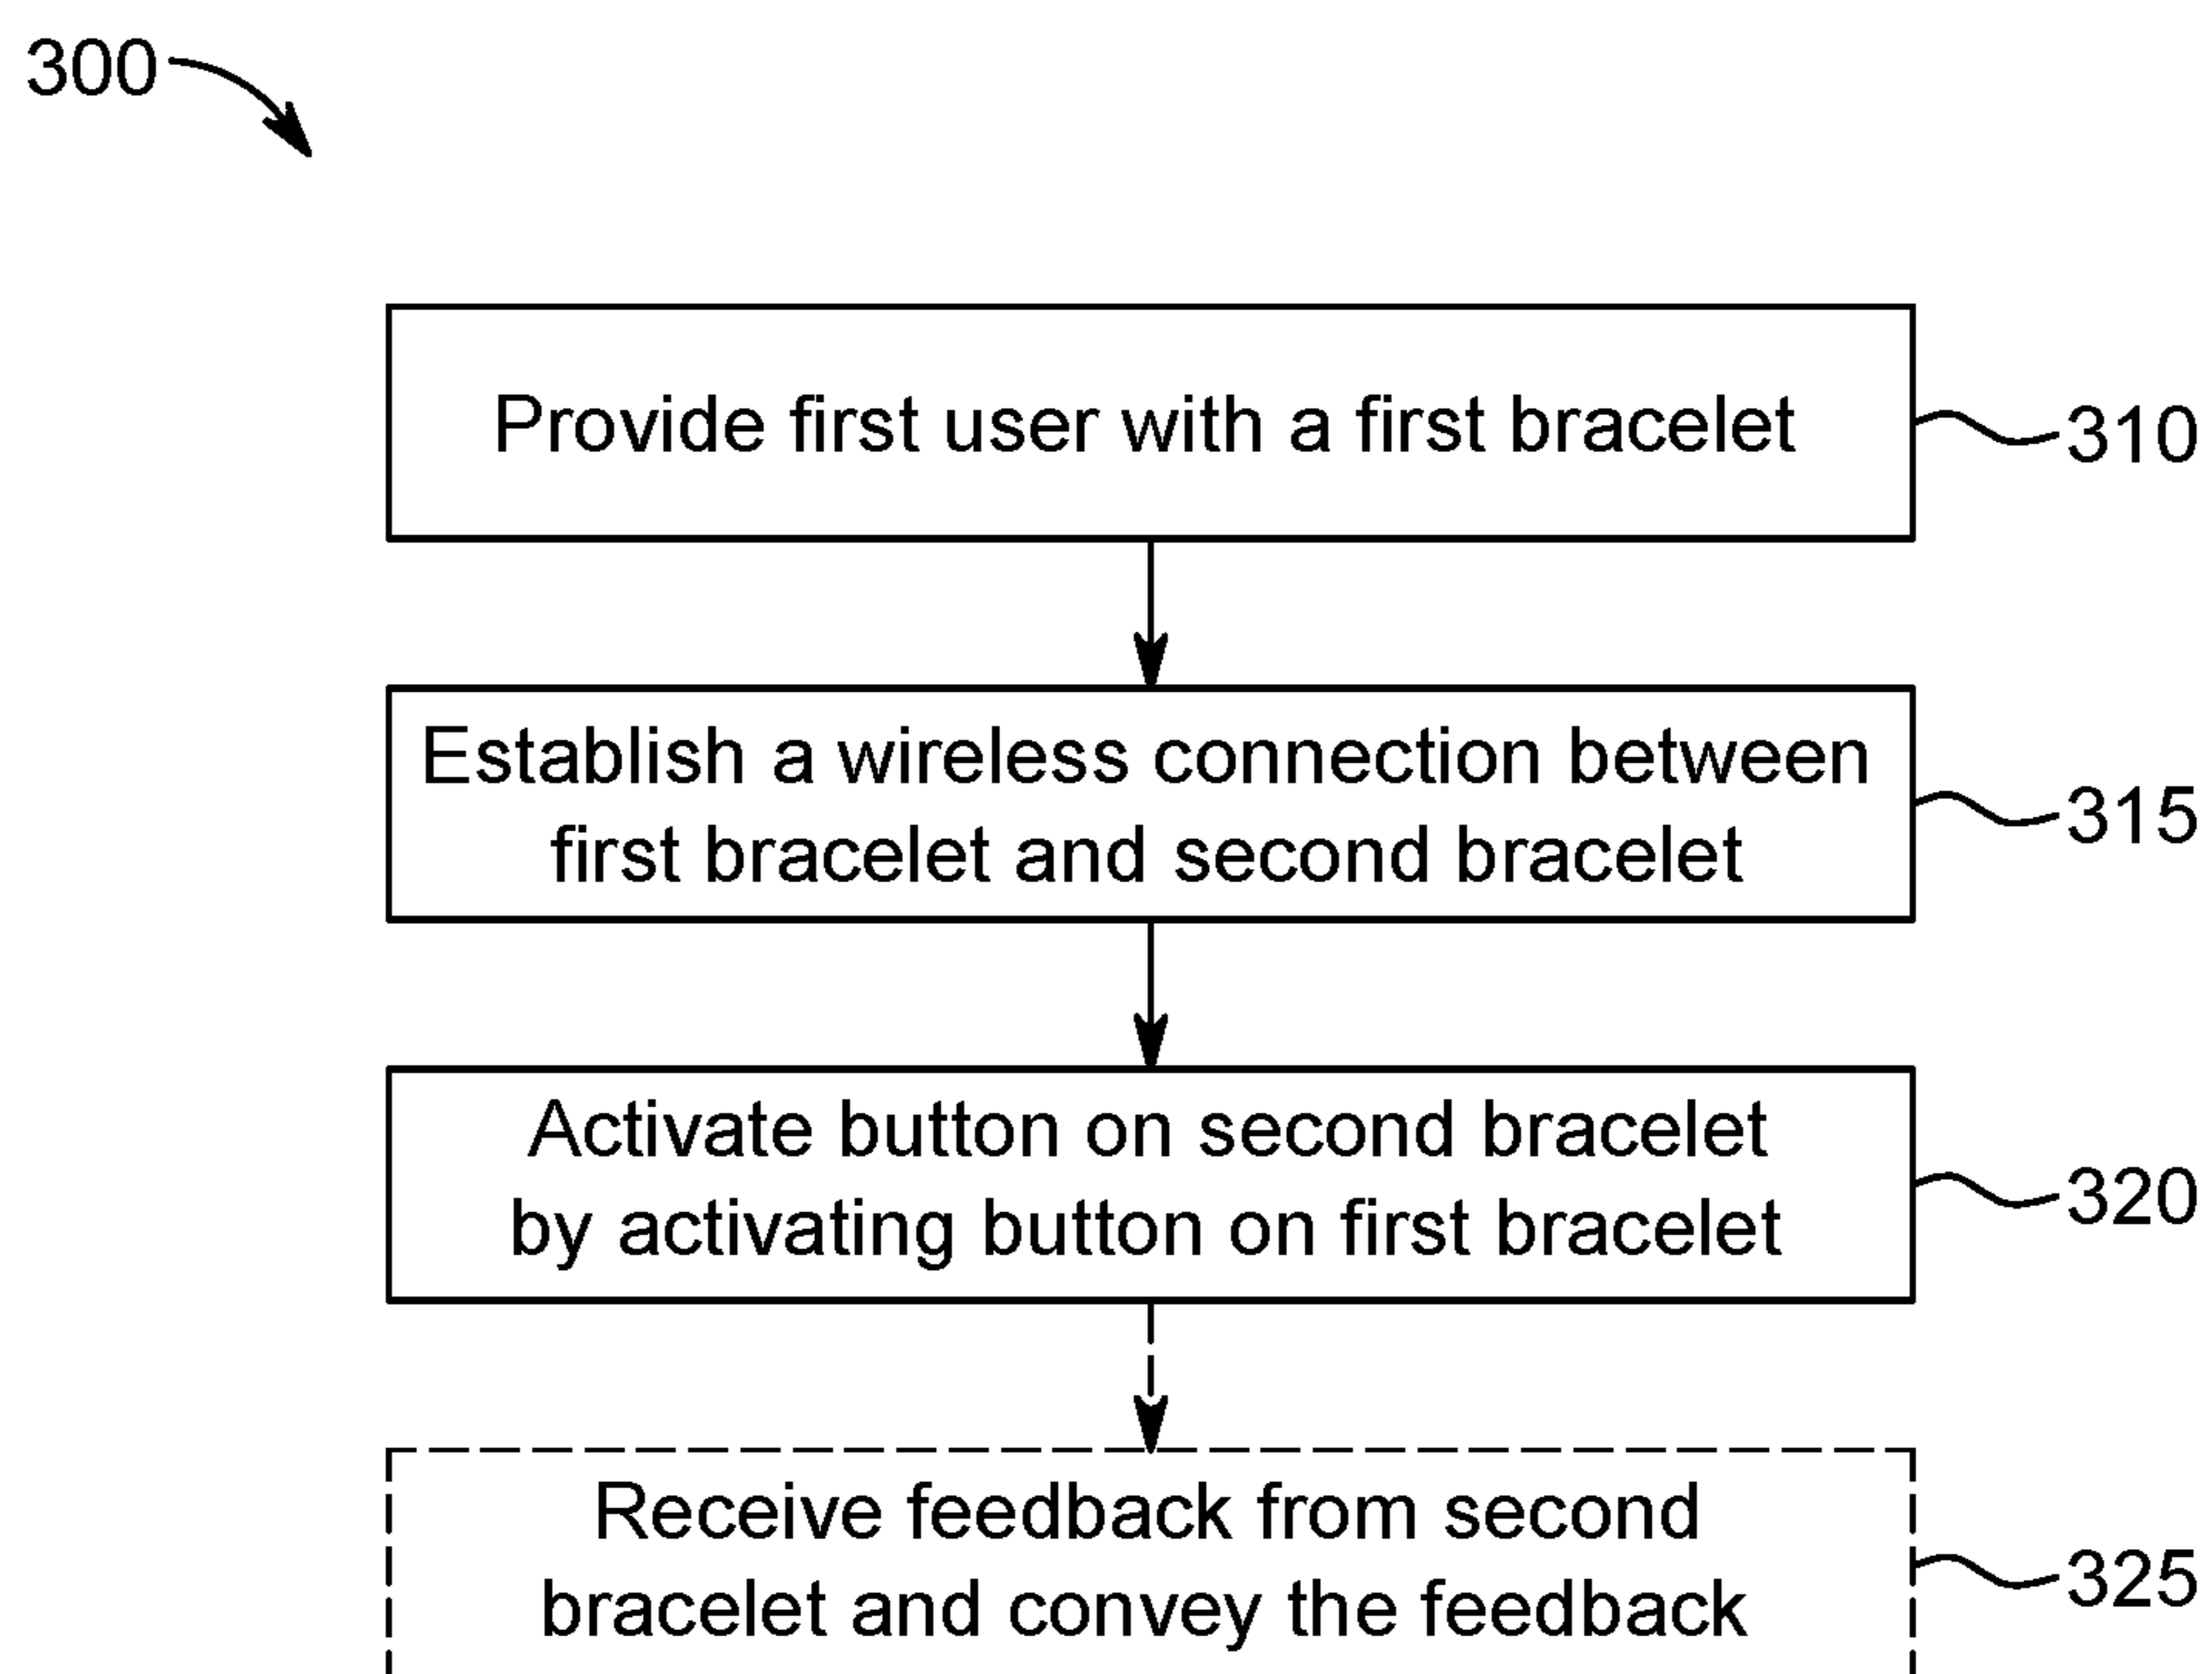 300
Provide first user with a first bracelet
310
Establish a wireless connection between
first bracelet and second bracelet
315
Activate button on second bracelet
by activating button on first bracelet
320
Receive feedback from second
bracelet and convey the feedback
325